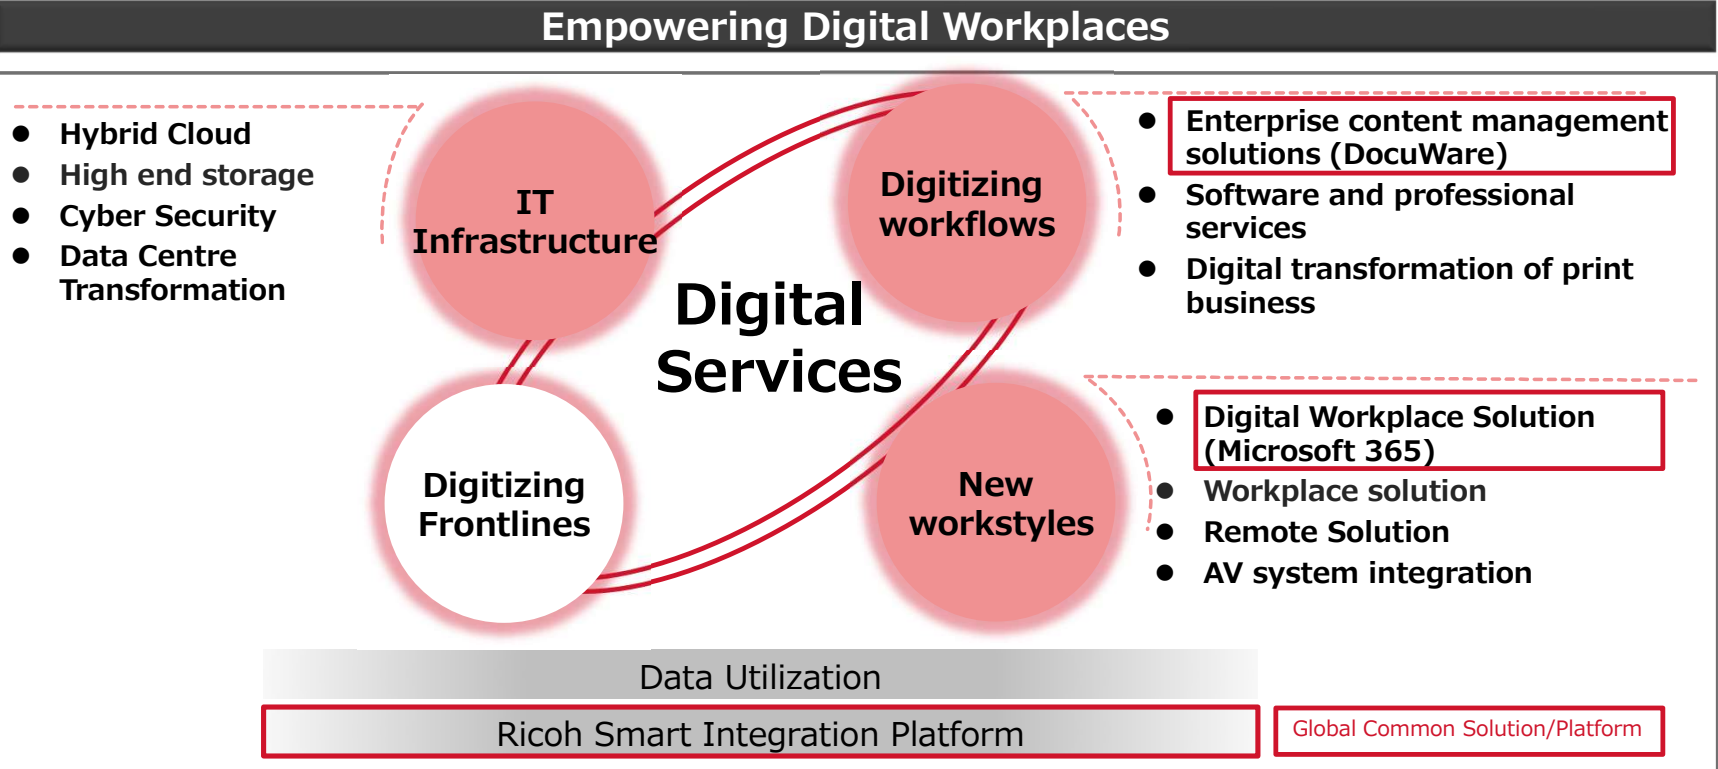 Empowering Digital Workplaces
● Hybrid Cloud
● High end storage
● Cyber Security
● Data Centre
Transformation
IT
Infrastructure
Digitizing
workflows
● Enterprise content management
solutions (DocuWare)
● Software and professional
services
● Digital transformation of print
business
Digital
Services
Digitizing
Frontlines
New
workstyles
● Digital Workplace Solution
(Microsoft 365)
● Workplace solution
● Remote Solution
● AV system integration
Data Utilization
Ricoh Smart Integration Platform
Global Common Solution/Platform